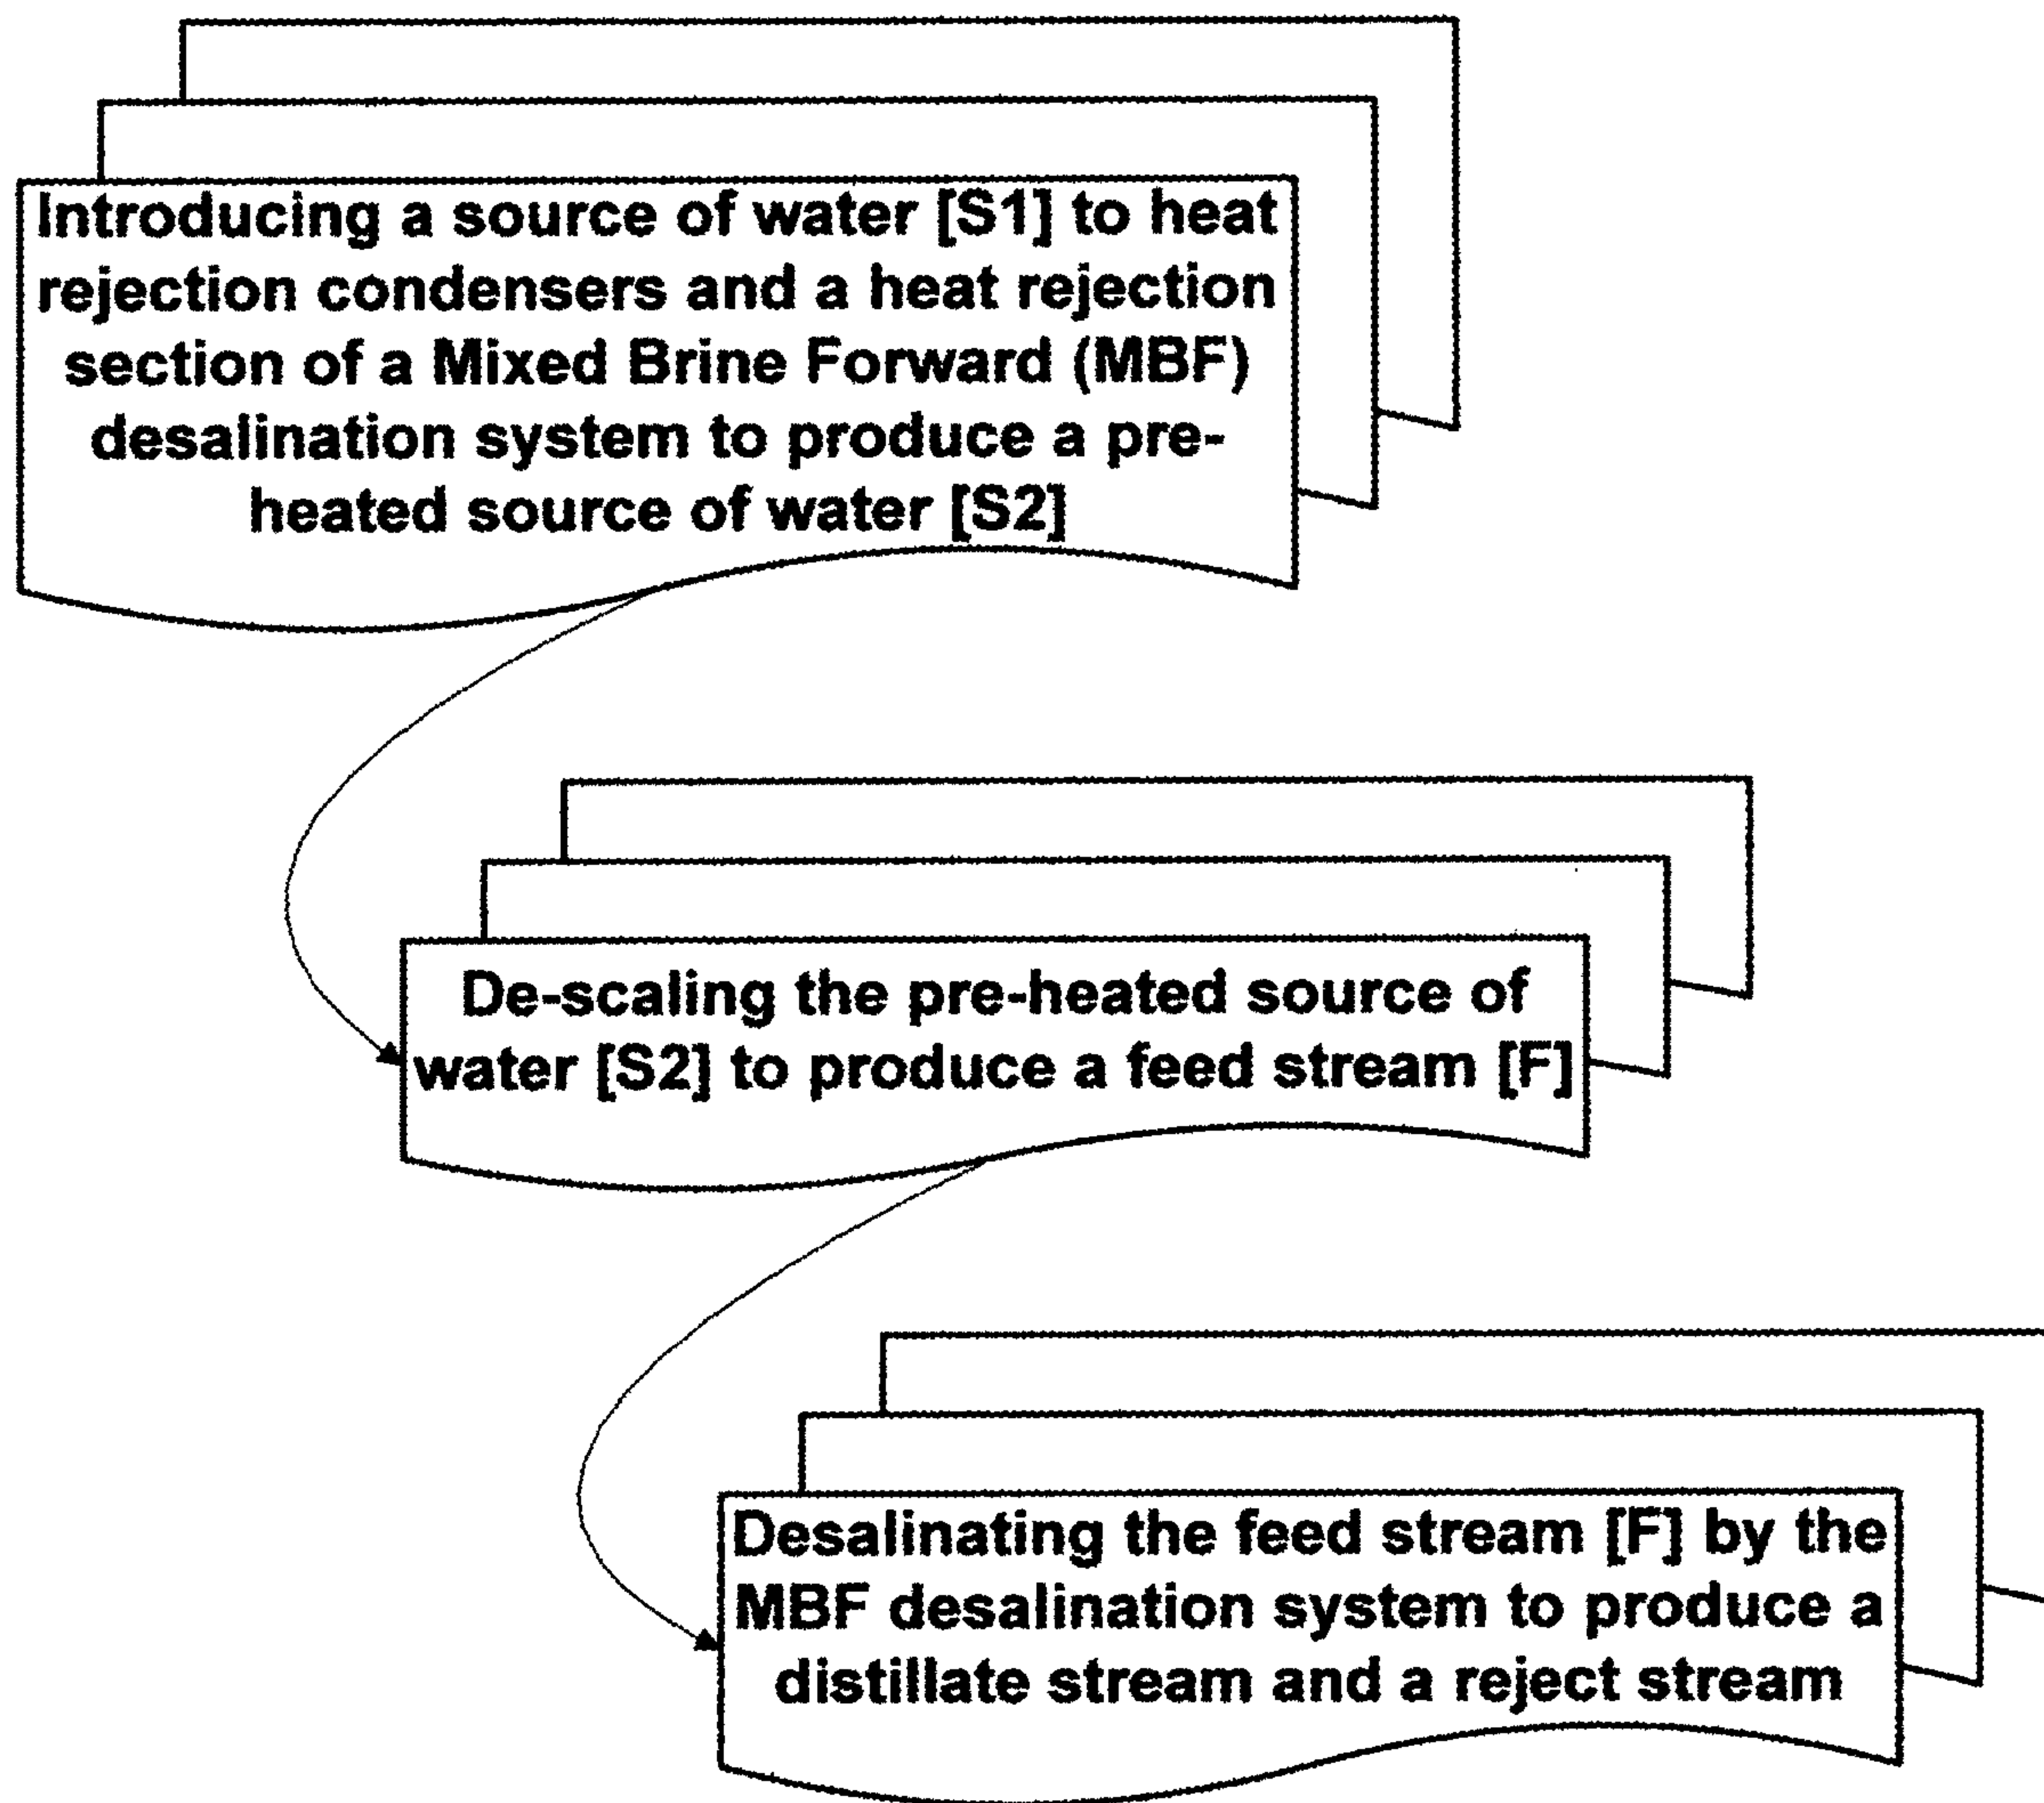 Introducing a source of water [S1] to heat
rejection condensers and a heat rejection
section of a Mixed Brine Forward (MBF)
desalination system to produce a pre-
heated source of water [S2]
De-scaling the pre-heated source of
water [S2] to produce a feed stream [F]
Desalinating the feed stream [F] by the
MBF desalination system to produce a
distillate stream and a reject stream